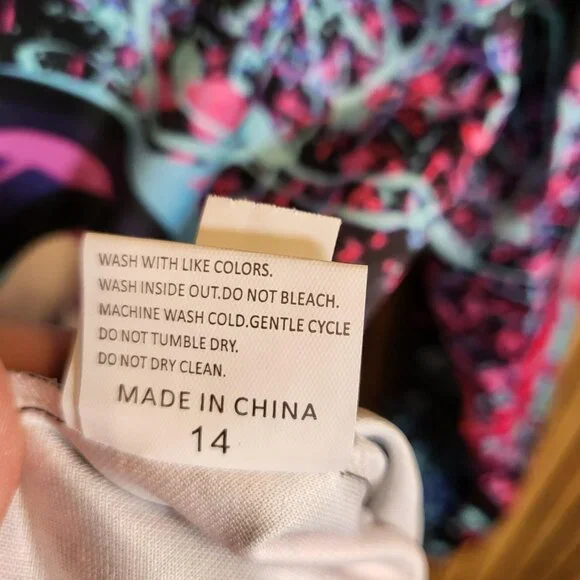 WASH WITH LIKE COLORS.
WASH INSIDE OUT.DO NOT BLEACH.
MACHINE WASH COLD.GENTLE CYCLE
DO NOT TUMBLE DRY.
DO NOT DRY CLEAN.
MADE IN CHINA
14